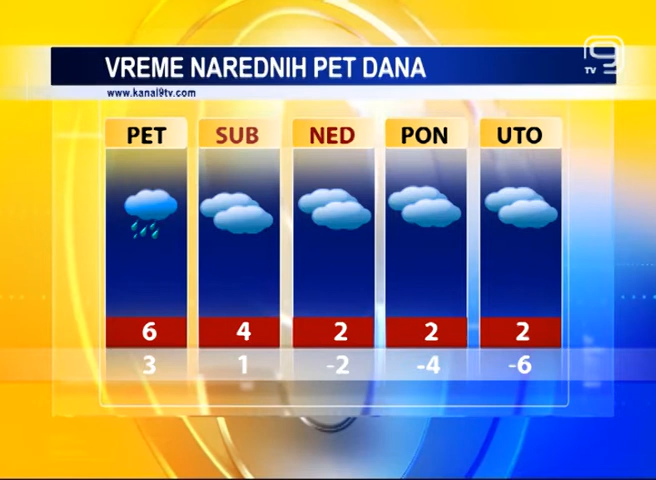 VREME NAREDNIH PET DANA
9
TV
www.kanal9tv.com
PET SUB NED PON UTO
6 4 2 2 2
3 1 -2 -4 -6